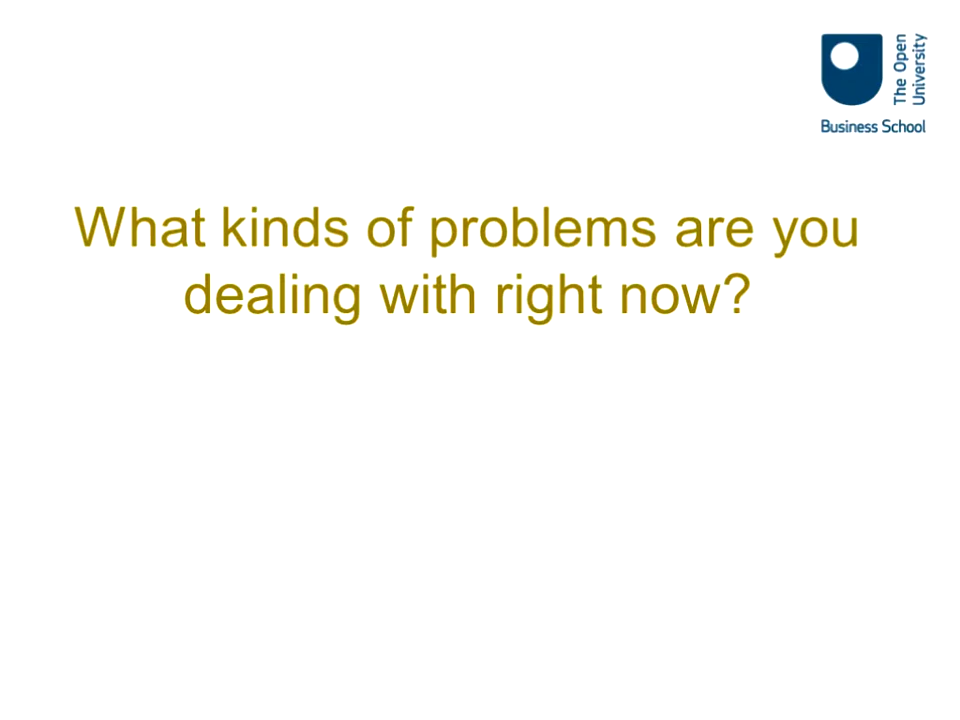 The Open
University
Business School
What kinds of problems are you
dealing with right now?